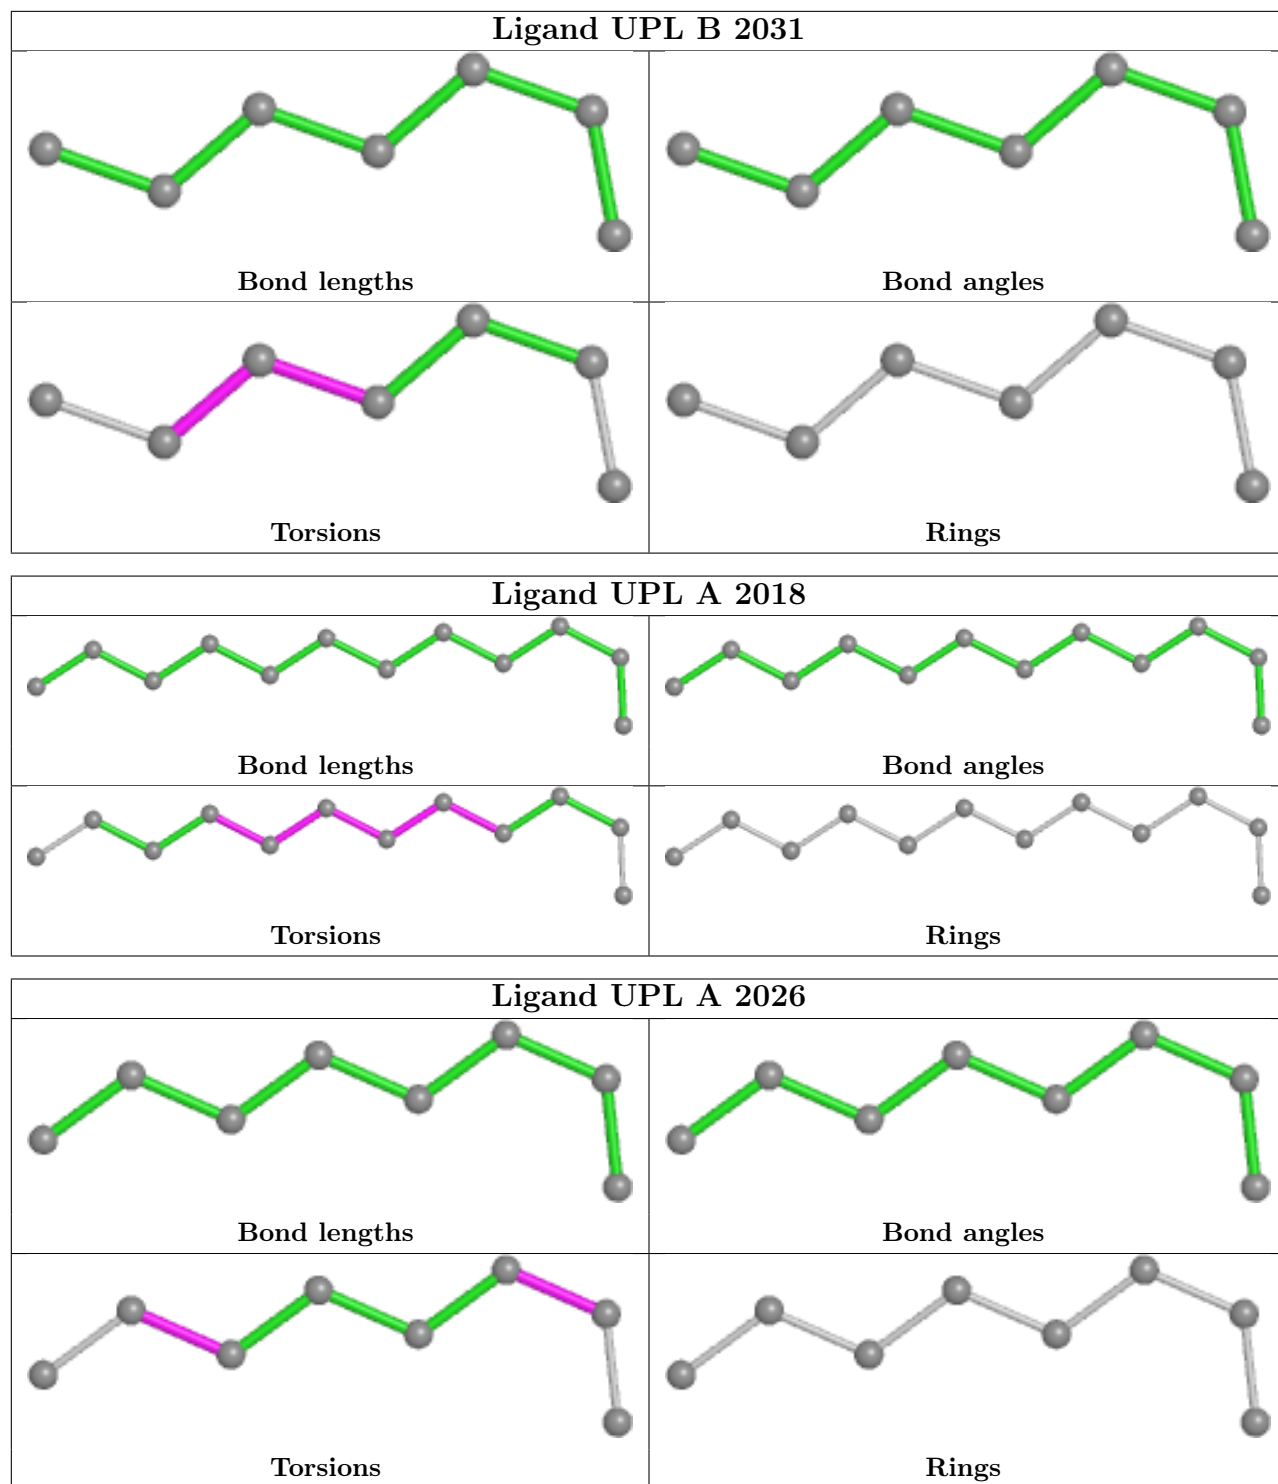 Ligand UPL B 2031
Bond lengths
Bond angles
Torsions
Rings
Ligand UPL A 2018
Bond lengths
Bond angles
Torsions
Rings
Ligand UPL A 2026
Bond lengths
Bond angles
Torsions
Rings